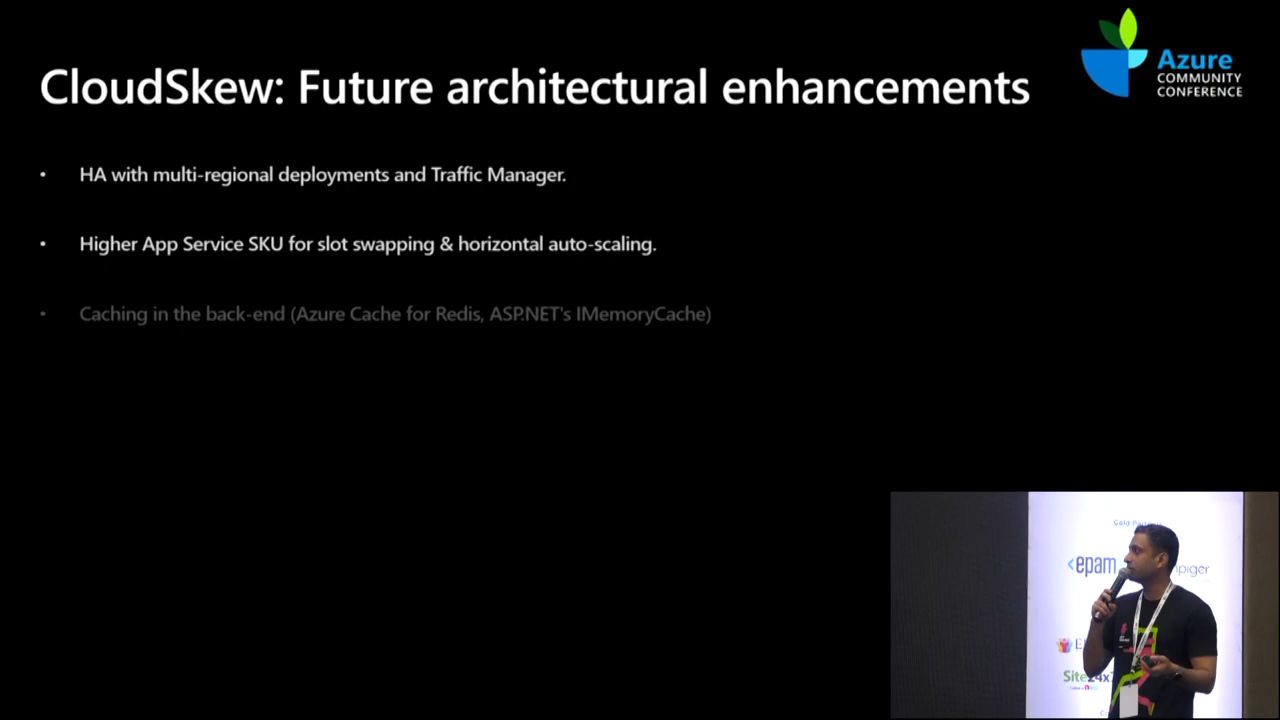 CloudSkew: Future architectural enhancements
Azure
COMMUNITY
CONFERENCE
• HA with multi-regional deployments and Traffic Manager.
• Higher App Service SKU for slot swapping & horizontal auto-scaling.
• Caching in the back-end (Azure Cache for Redis, ASP.NET's IMemoryCache)
Gold
<epam
Site24x7